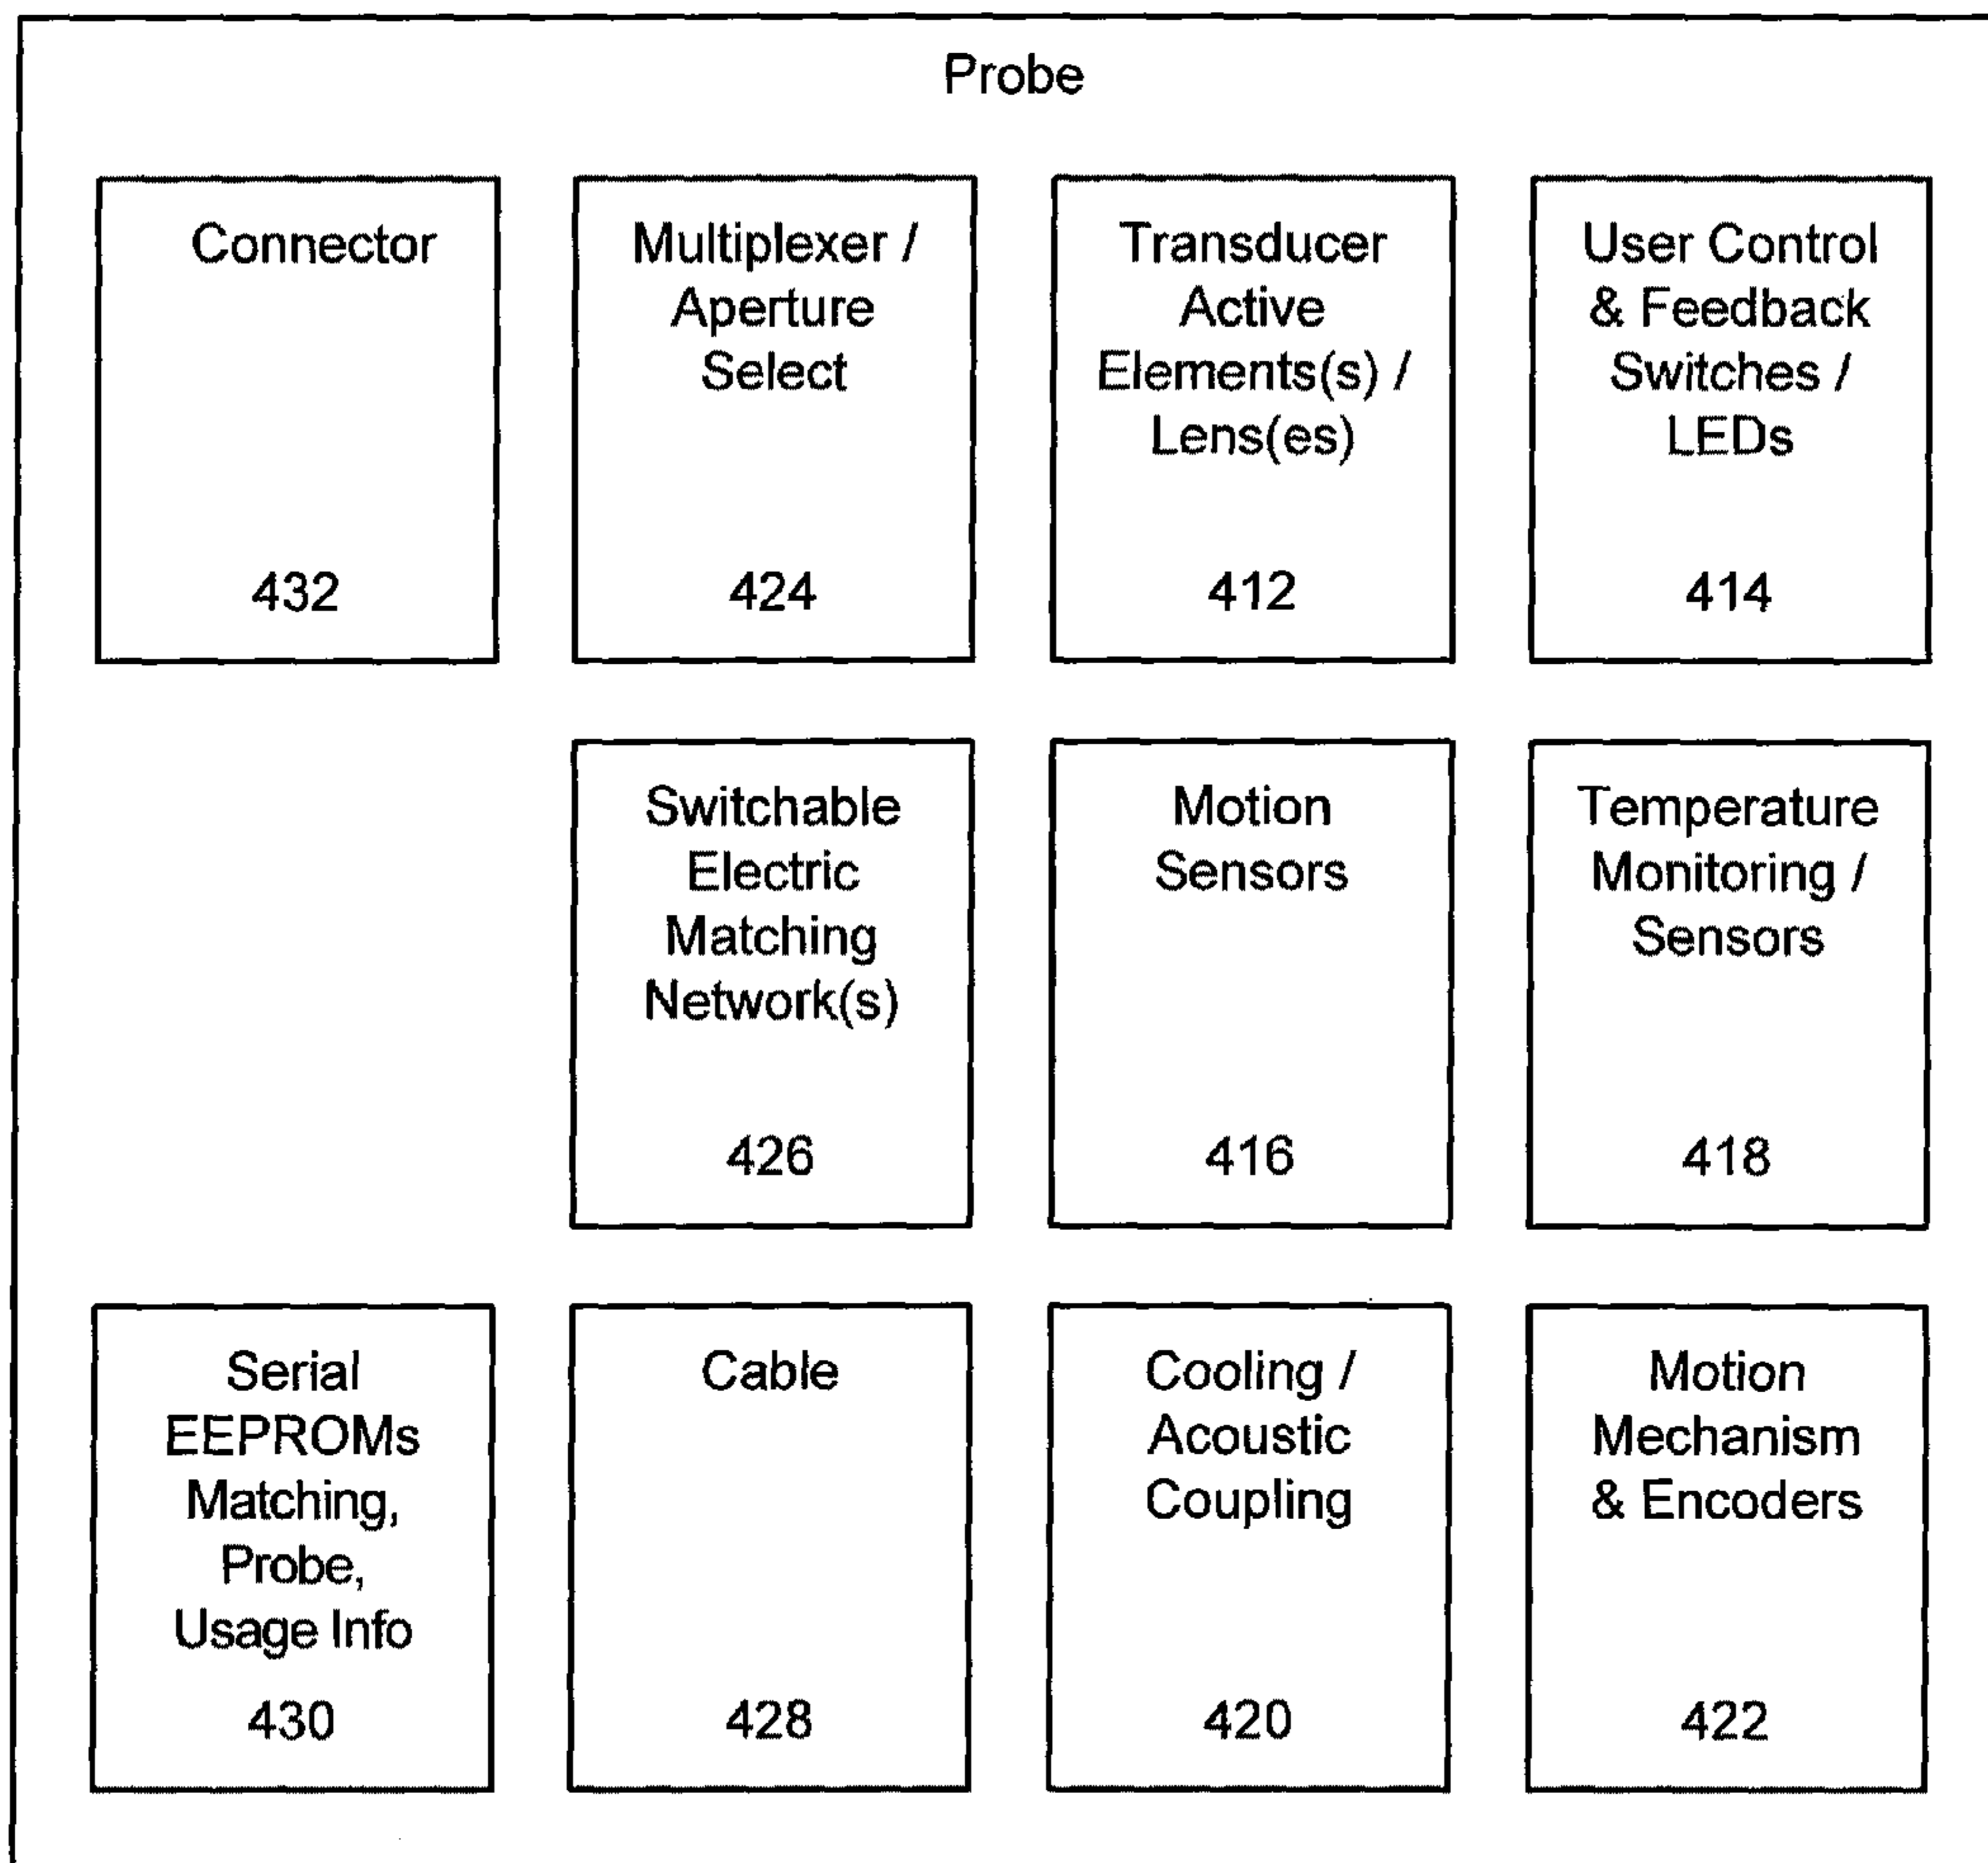 Probe
Connector
432
Multiplexer /
Aperture
Select
424
Transducer
Active
Elements(s) /
Lens(es)
412
User Control
& Feedback
Switches /
LEDs
414
Switchable
Electric
Matching
Network(s)
426
Motion
Sensors
416
Temperature
Monitoring /
Sensors
418
Serial
EEPROMs
Matching,
Probe,
Usage Info
430
Cable
428
Cooling /
Acoustic
Coupling
420
Motion
Mechanism
& Encoders
422